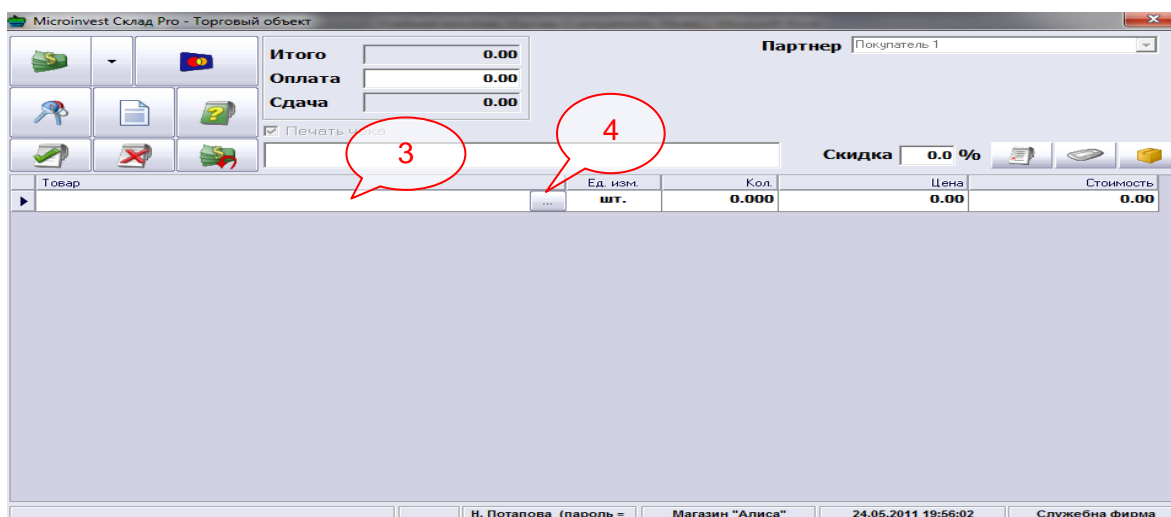 Microinvest Склад Pro - Торговый объект
Итого 0.00
Партнер Покупатель 1
Оплата 0.00
Сдача 0.00
Печать чека
3
4
Скидка 0.0 %
Товар Ед. изм. Кол. Цена Стоимость
... шт. 0.000 0.00 0.00
Н. Потапова (пароль = Магазин "Алиса" 24.05.2011 19:56:02 Служебна фирма